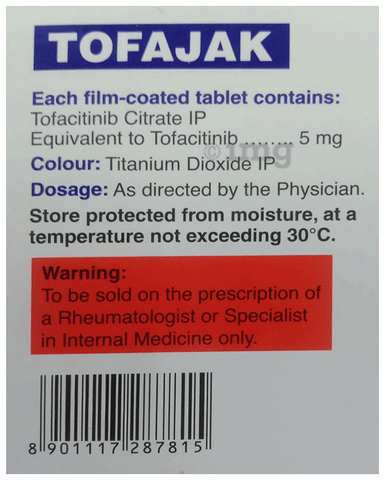 TOFAJAK
Each film-coated tablet contains:
Tofacitinib Citrate IP
Equivalent to Tofacitinib ........ 5 mg
©1mg
Colour: Titanium Dioxide IP
Dosage: As directed by the Physician.
Store protected from moisture, at a
temperature not exceeding 30°C.
Warning:
To be sold on the prescription of
a Rheumatologist or Specialist
in Internal Medicine only.
8 901117 287815